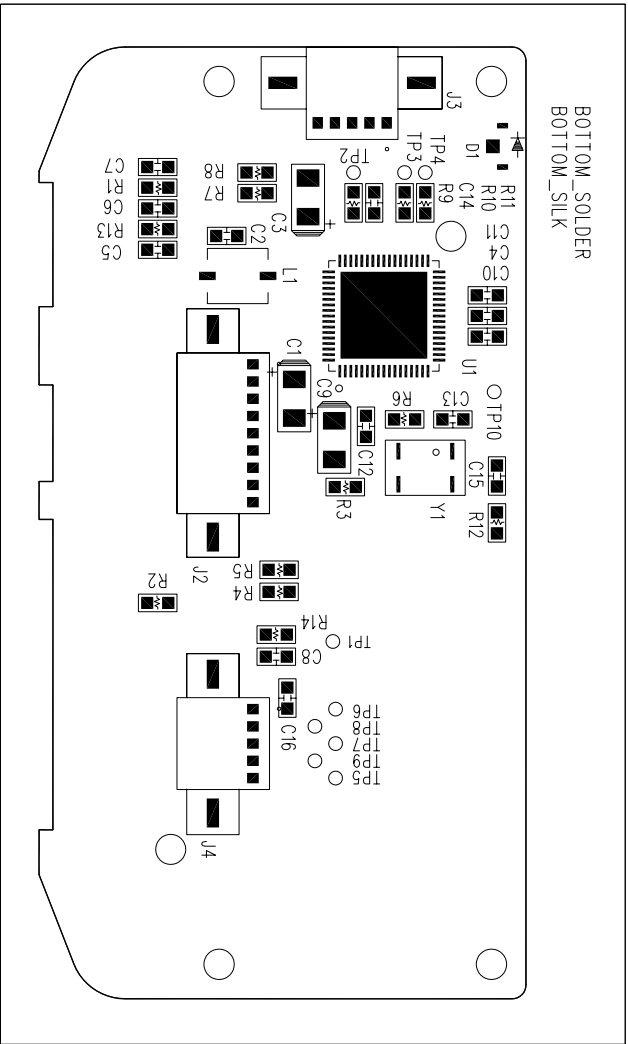 BOTTOM_SOLDER
BOTTOM_SILK
J3
D1
TP2
TP3
TP4
R9
C14
R10
R11
C7
R1
C6
R13
C5
R8
R7
C3
C2
L1
C11
C4
C10
U1
C1
C9
R6
C13
TP10
C12
C15
R3
Y1
R12
J2
R5
R4
R2
R14
TP1
C8
C16
TP6
TP8
TP7
TP9
TP5
J4